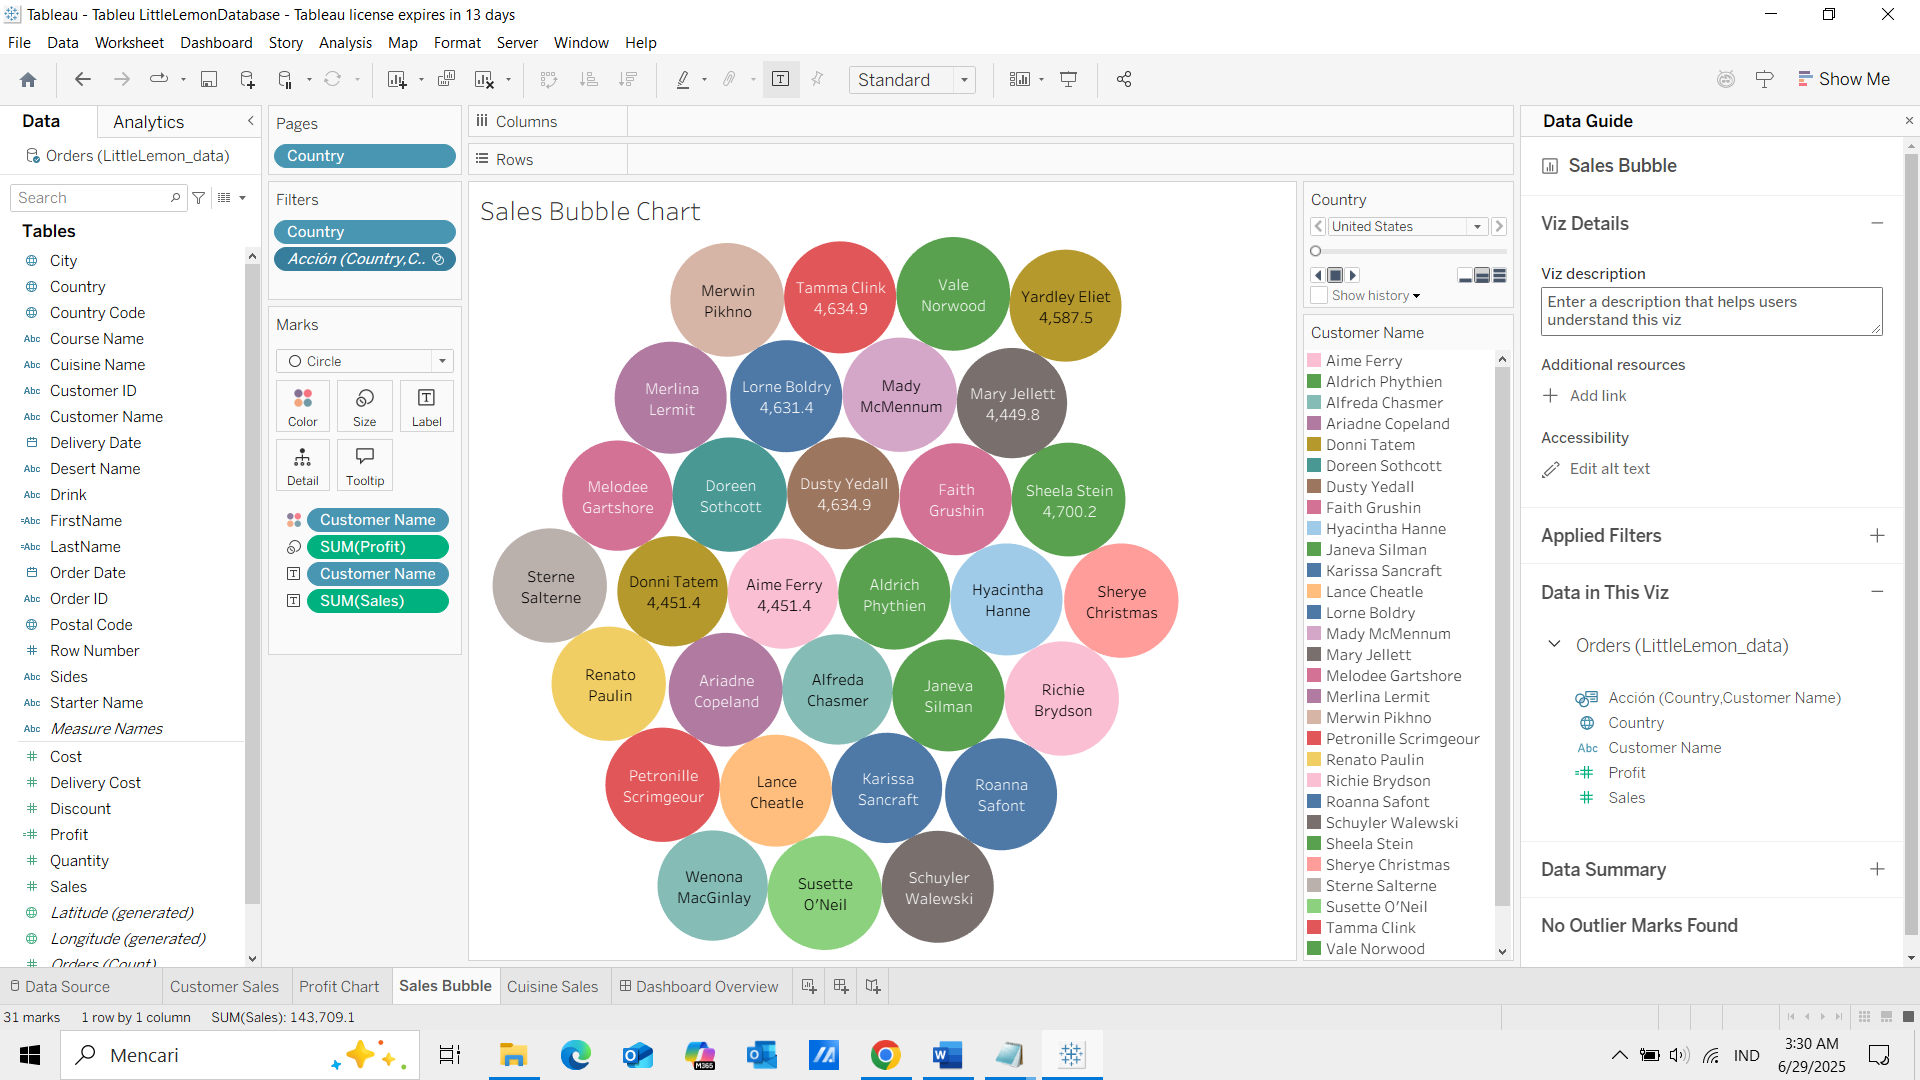 Tableau - Tableu LittleLemonDatabase - Tableau license expires in 13 days
File Data Worksheet Dashboard Story Analysis Map Format Server Window Help
Standard
Show Me
Data Analytics
Orders (LittleLemon_data)
Search
Tables
City
Country
Country Code
Abc Course Name
Abc Cuisine Name
Abc Customer ID
Abc Customer Name
Delivery Date
Abc Desert Name
Abc Drink
=Abc FirstName
=Abc LastName
Order Date
Abc Order ID
Postal Code
# Row Number
Abc Sides
Abc Starter Name
Abc Measure Names
# Cost
# Delivery Cost
# Discount
=# Profit
# Quantity
# Sales
Latitude (generated)
Longitude (generated)
# Orders (Count)
Pages
Country
Filters
Country
Acción (Country,C..
Marks
Circle
Color Size Label
Detail Tooltip
Customer Name
SUM(Profit)
Customer Name
SUM(Sales)
Columns
Rows
Sales Bubble Chart
Merwin
Pikhno
Tamma Clink
4,634.9
Vale
Norwood
Yardley Eliet
4,587.5
Merlina
Lermit
Lorne Boldry
4,631.4
Mady
McMennum
Mary Jellett
4,449.8
Melodee
Gartshore
Doreen
Sothcott
Dusty Yedall
4,634.9
Faith
Grushin
Sheela Stein
4,700.2
Sterne
Salterne
Donni Tatem
4,451.4
Aime Ferry
4,451.4
Aldrich
Phythien
Hyacintha
Hanne
Sherye
Christmas
Renato
Paulin
Ariadne
Copeland
Alfreda
Chasmer
Janeva
Silman
Richie
Brydson
Petronille
Scrimgeour
Lance
Cheatle
Karissa
Sancraft
Roanna
Safont
Wenona
MacGinlay
Susette
O'Neil
Schuyler
Walewski
Country
United States
Show history
Customer Name
Aime Ferry
Aldrich Phythien
Alfreda Chasmer
Ariadne Copeland
Donni Tatem
Doreen Sothcott
Dusty Yedall
Faith Grushin
Hyacintha Hanne
Janeva Silman
Karissa Sancraft
Lance Cheatle
Lorne Boldry
Mady McMennum
Mary Jellett
Melodee Gartshore
Merlina Lermit
Merwin Pikhno
Petronille Scrimgeour
Renato Paulin
Richie Brydson
Roanna Safont
Schuyler Walewski
Sheela Stein
Sherye Christmas
Sterne Salterne
Susette O'Neil
Tamma Clink
Vale Norwood
Data Guide
Sales Bubble
Viz Details
Viz description
Enter a description that helps users
understand this viz
Additional resources
Add link
Accessibility
Edit alt text
Applied Filters
Data in This Viz
Orders (LittleLemon_data)
Acción (Country,Customer Name)
Country
Abc Customer Name
=# Profit
# Sales
Data Summary
No Outlier Marks Found
Data Source Customer Sales Profit Chart Sales Bubble Cuisine Sales Dashboard Overview
31 marks 1 row by 1 column SUM(Sales): 143,709.1
Mencari
M365
IND
3:30 AM
6/29/2025